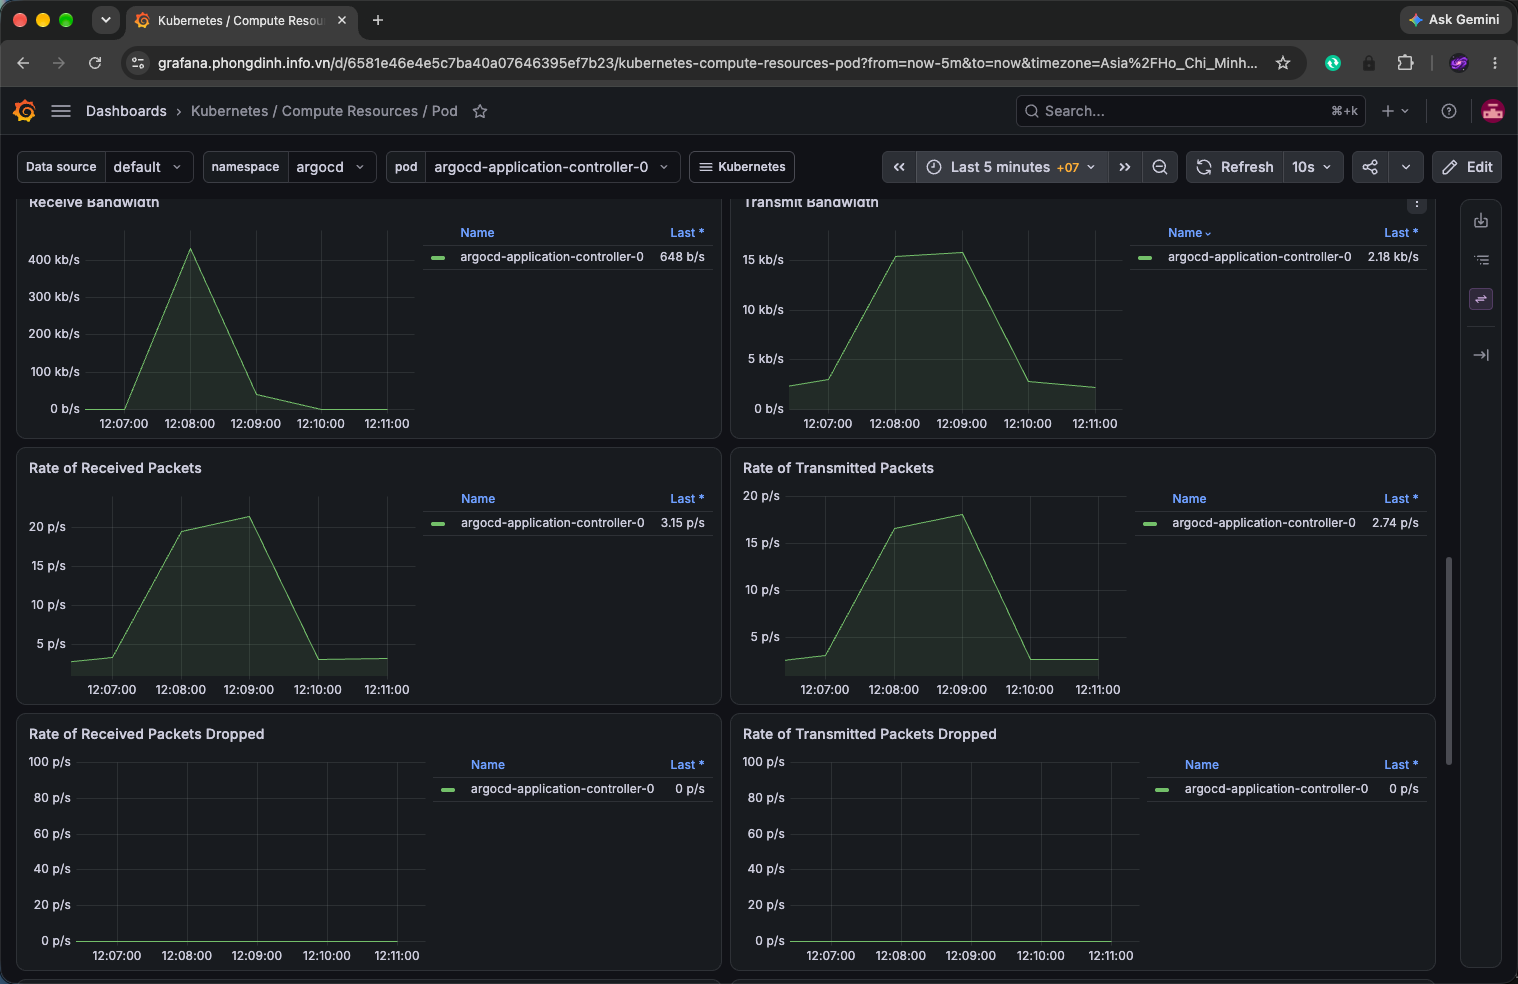 Kubernetes / Compute Resou
Ask Gemini
grafana.phongdinh.info.vn/d/6581e46e4e5c7ba40a07646395ef7b23/kubernetes-compute-resources-pod?from=now-5m&to=now&timezone=Asia%2FHo_Chi_Minh...
Dashboards › Kubernetes / Compute Resources / Pod
Search... ⌘+k
Data source default namespace argocd pod argocd-application-controller-0 Kubernetes
Last 5 minutes +07 Refresh 10s Edit
Receive Bandwidth
Name Last *
argocd-application-controller-0 648 b/s
400 kb/s
300 kb/s
200 kb/s
100 kb/s
0 b/s
12:07:00 12:08:00 12:09:00 12:10:00 12:11:00
Transmit Bandwidth
Name Last *
argocd-application-controller-0 2.18 kb/s
15 kb/s
10 kb/s
5 kb/s
0 b/s
12:07:00 12:08:00 12:09:00 12:10:00 12:11:00
Rate of Received Packets
Name Last *
argocd-application-controller-0 3.15 p/s
20 p/s
15 p/s
10 p/s
5 p/s
12:07:00 12:08:00 12:09:00 12:10:00 12:11:00
Rate of Transmitted Packets
Name Last *
argocd-application-controller-0 2.74 p/s
20 p/s
15 p/s
10 p/s
5 p/s
12:07:00 12:08:00 12:09:00 12:10:00 12:11:00
Rate of Received Packets Dropped
Name Last *
argocd-application-controller-0 0 p/s
100 p/s
80 p/s
60 p/s
40 p/s
20 p/s
0 p/s
12:07:00 12:08:00 12:09:00 12:10:00 12:11:00
Rate of Transmitted Packets Dropped
Name Last *
argocd-application-controller-0 0 p/s
100 p/s
80 p/s
60 p/s
40 p/s
20 p/s
0 p/s
12:07:00 12:08:00 12:09:00 12:10:00 12:11:00